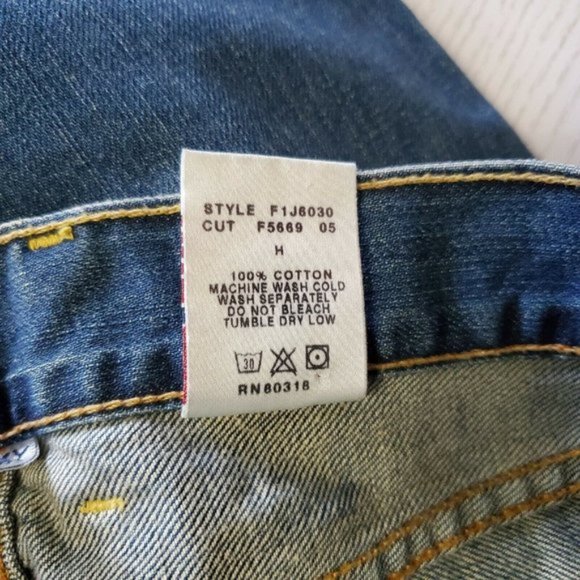 STYLE F1J6030
CUT F5669 05
H
100% COTTON
MACHINE WASH COLD
WASH SEPARATELY
DO NOT BLEACH
TUMBLE DRY LOW
30
RN80318